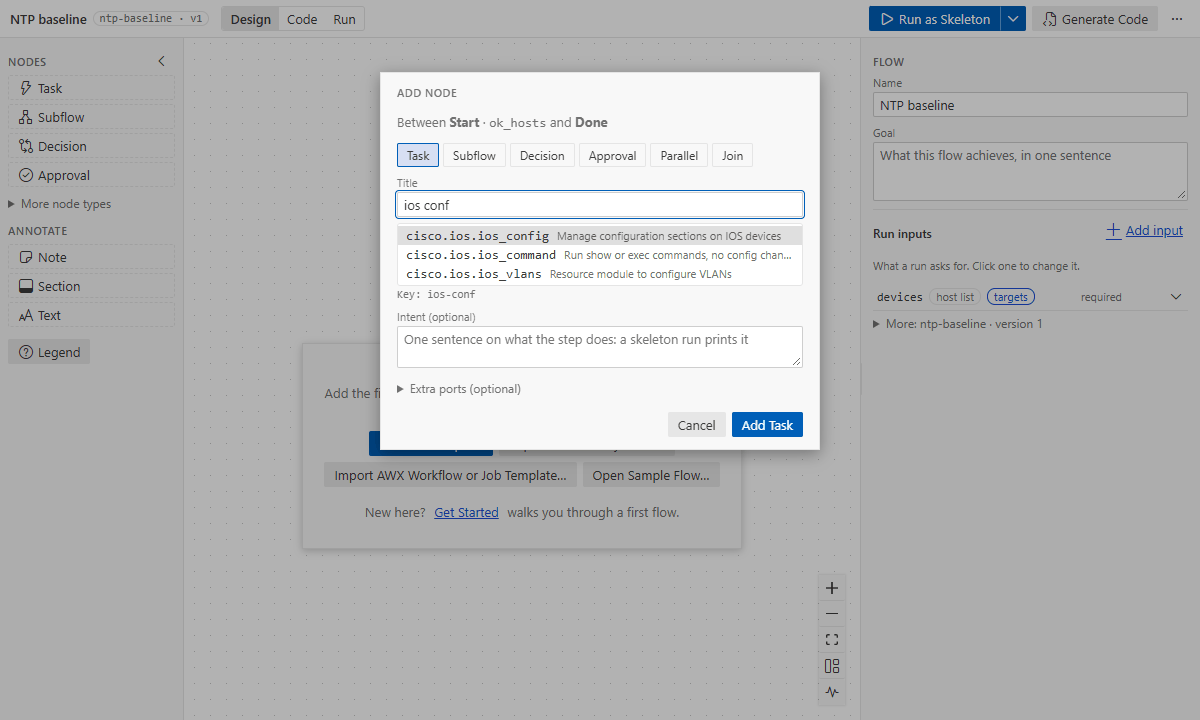 NTP baseline ntp-baseline · v1 Design Code Run Run as Skeleton Generate Code ...
NODES
Task
Subflow
Decision
Approval
More node types
ANNOTATE
Note
Section
Text
Legend
ADD NODE
Between Start · ok_hosts and Done
Task Subflow Decision Approval Parallel Join
Title
ios conf
cisco.ios.ios_config Manage configuration sections on IOS devices
cisco.ios.ios_command Run show or exec commands, no config chan...
cisco.ios.ios_vlans Resource module to configure VLANs
Key: ios-conf
Intent (optional)
One sentence on what the step does: a skeleton run prints it
Extra ports (optional)
Cancel Add Task
Add the fi
Import AWX Workflow or Job Template... Open Sample Flow...
New here? Get Started walks you through a first flow.
FLOW
Name
NTP baseline
Goal
What this flow achieves, in one sentence
Run inputs Add input
What a run asks for. Click one to change it.
devices host list targets required
More: ntp-baseline · version 1